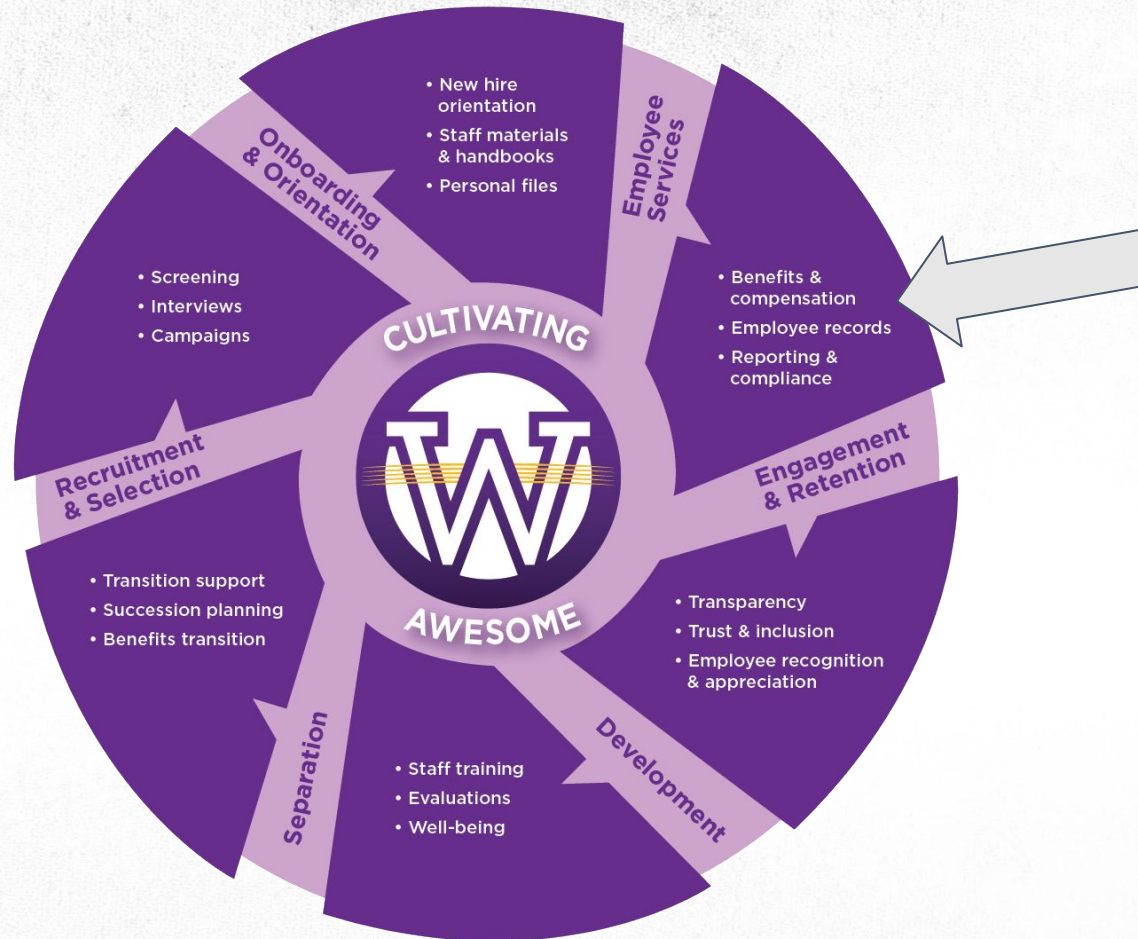 • New hire
orientation
• Staff materials
& handbooks
• Personal files
Employee
Services
• Benefits &
compensation
• Employee records
• Reporting &
compliance
Engagement
& Retention
• Transparency
• Trust & inclusion
• Employee recognition
& appreciation
Development
• Staff training
• Evaluations
• Well-being
Separation
• Transition support
• Succession planning
• Benefits transition
Recruitment
& Selection
• Screening
• Interviews
• Campaigns
Onboarding
& Orientation
CULTIVATING
W
AWESOME